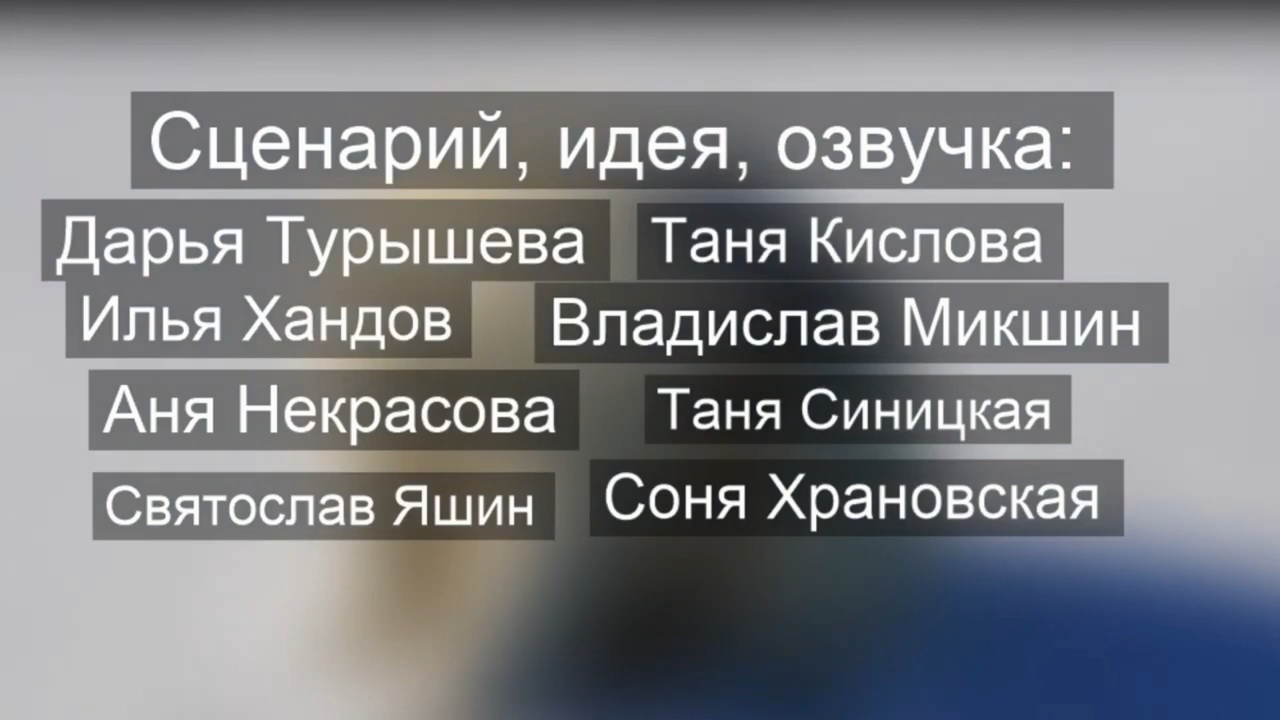 Сценарий, идея, озвучка:
Дарья Турышева Таня Кислова
Илья Хандов Владислав Микшин
Аня Некрасова Таня Синицкая
Святослав Яшин Соня Храновская